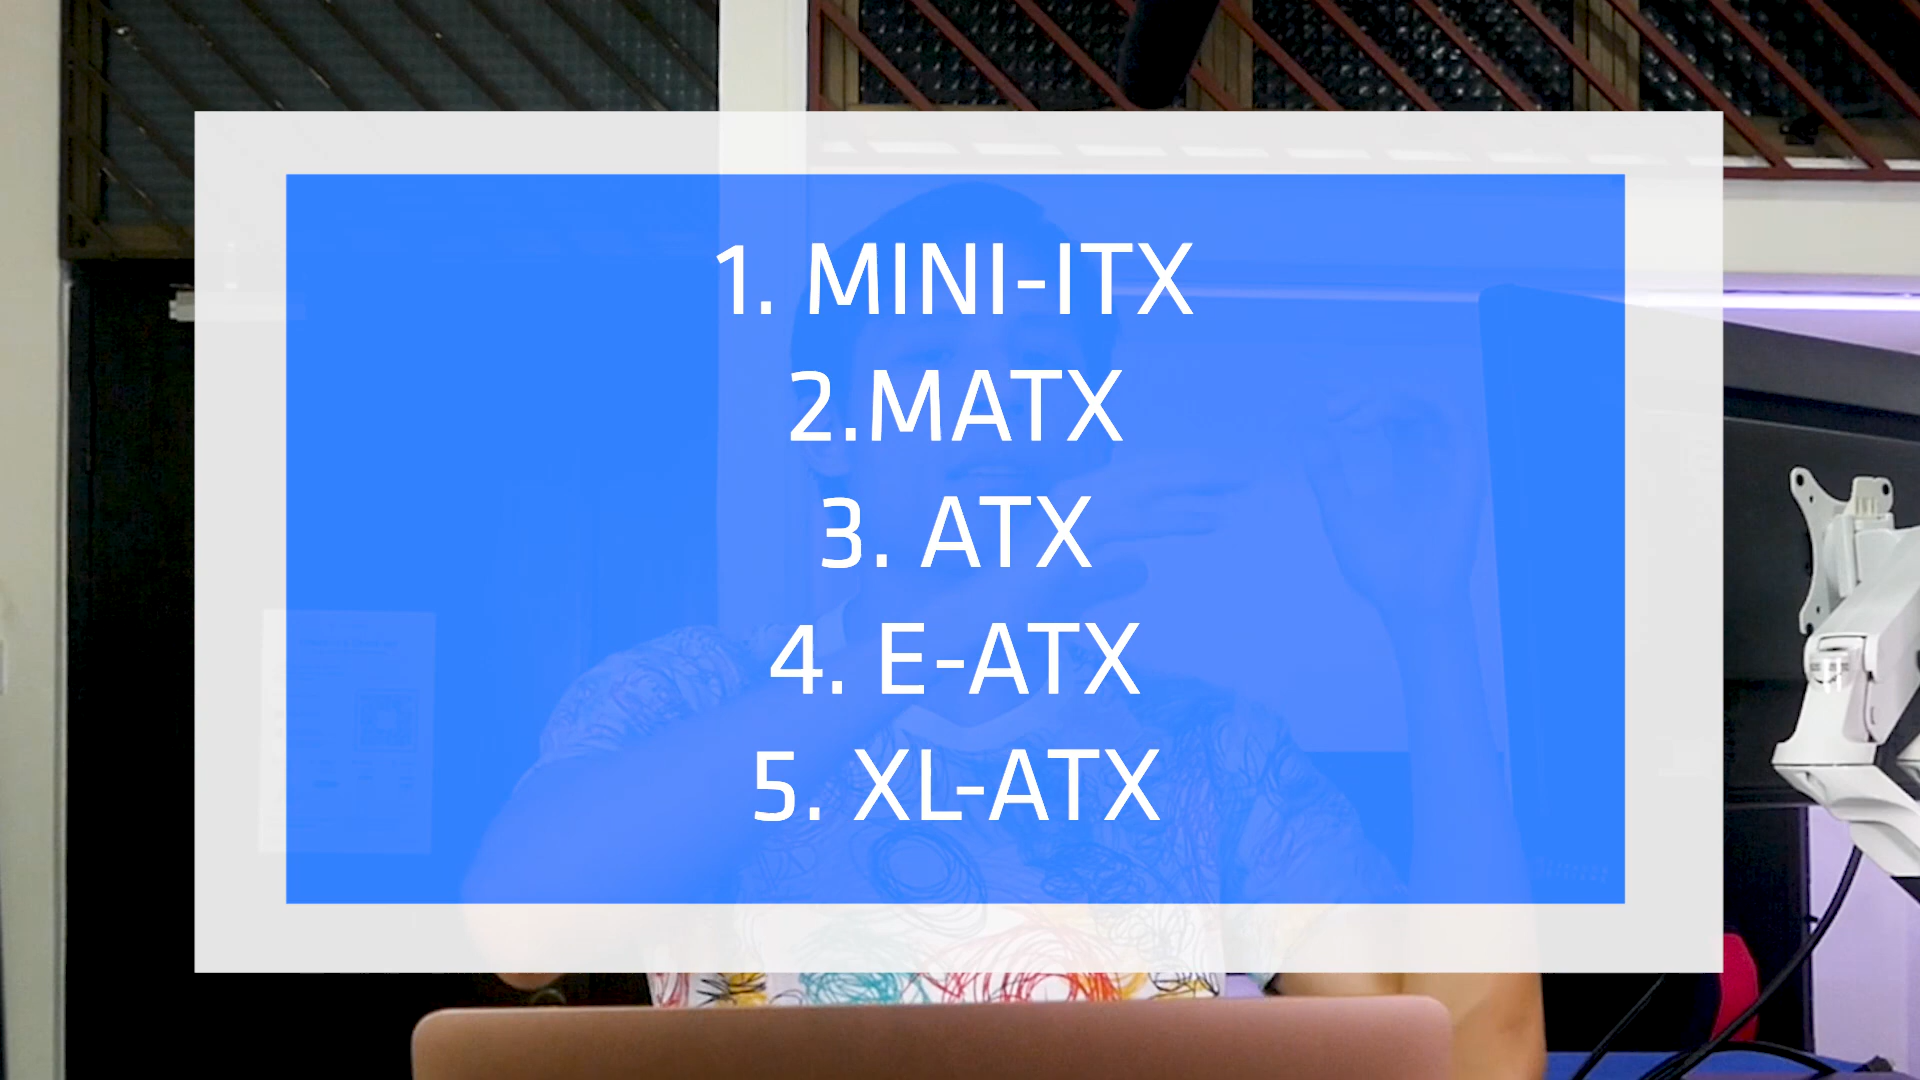 1. MINI-ITX
2.MATX
3. ATX
4. E-ATX
5. XL-ATX